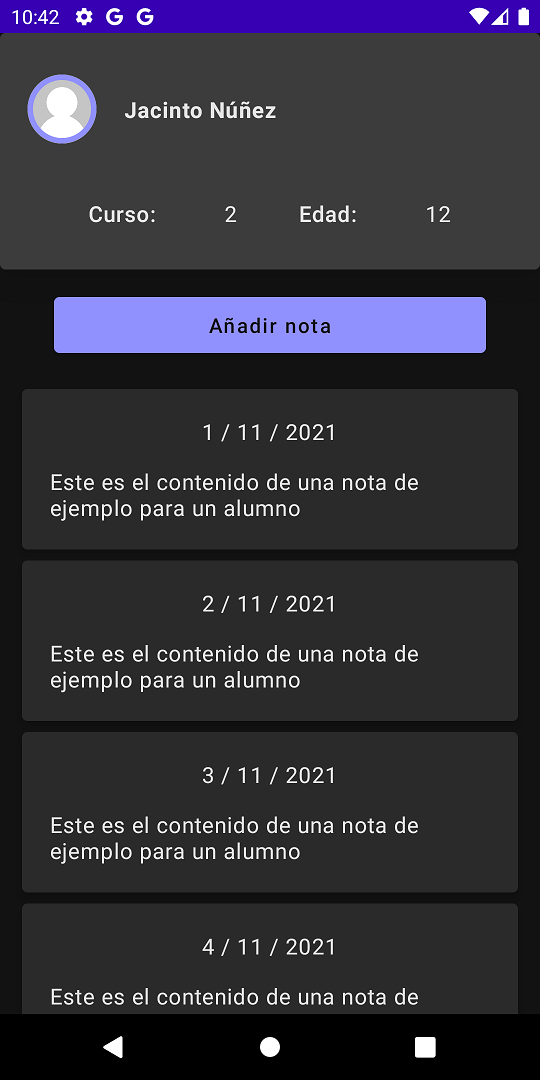 10:42
Jacinto Núñez
Curso: 2 Edad: 12
Añadir nota
1 / 11 / 2021
Este es el contenido de una nota de
ejemplo para un alumno
2 / 11 / 2021
Este es el contenido de una nota de
ejemplo para un alumno
3 / 11 / 2021
Este es el contenido de una nota de
ejemplo para un alumno
4 / 11 / 2021
Este es el contenido de una nota de